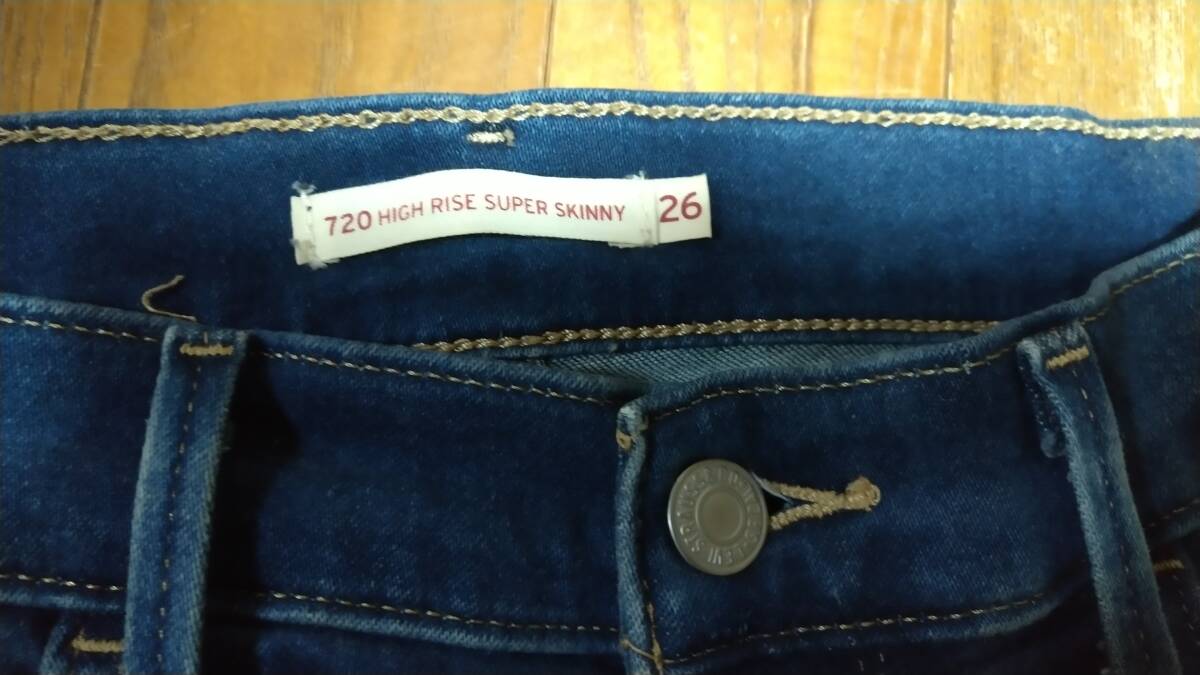 720 HIGH RISE SUPER SKINNY 26